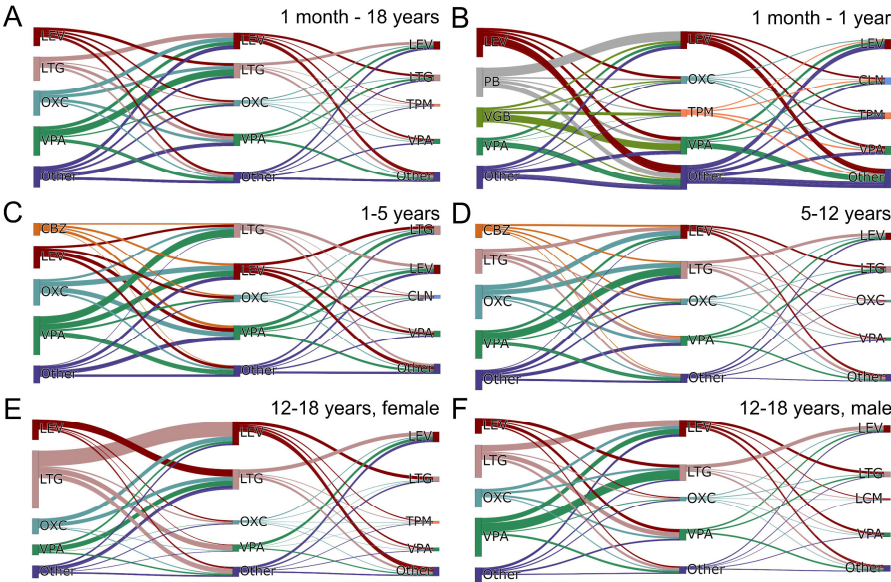 A
1 month - 18 years
LEV
LTG
OXC
VPA
Other
LEV
LTG
OXC
VPA
Other
LEV
LTG
TPM
VPA
Other
B
1 month - 1 year
LEV
PB
VGB
VPA
Other
LEV
OXC
TPM
VPA
Other
LEV
CLN
TPM
VPA
Other
C
1-5 years
CBZ
LEV
OXC
VPA
Other
LTG
LEV
OXC
VPA
Other
LTG
LEV
CLN
VPA
Other
D
5-12 years
CBZ
LTG
OXC
VPA
Other
LEV
LTG
OXC
VPA
Other
LEV
LTG
OXC
VPA
Other
E
12-18 years, female
LEV
LTG
OXC
VPA
Other
LEV
LTG
OXC
VPA
Other
LEV
LTG
TPM
VPA
Other
F
12-18 years, male
LEV
LTG
OXC
VPA
Other
LEV
LTG
OXC
VPA
Other
LEV
LTG
LCM
VPA
Other